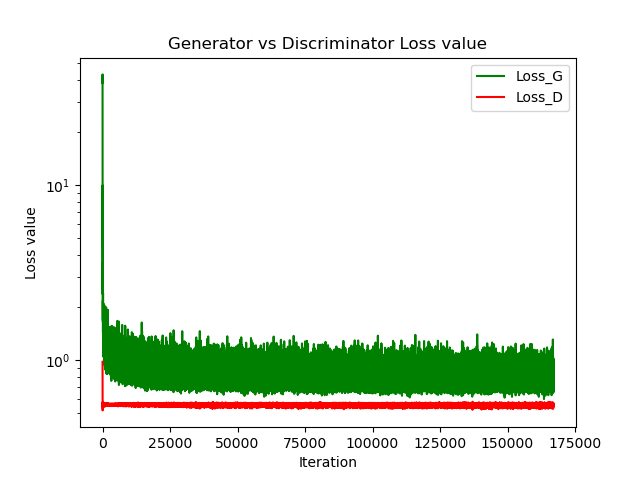 Generator vs Discriminator Loss value
Loss_G
Loss_D
10¹
10⁰
Loss value
0 25000 50000 75000 100000 125000 150000 175000
Iteration